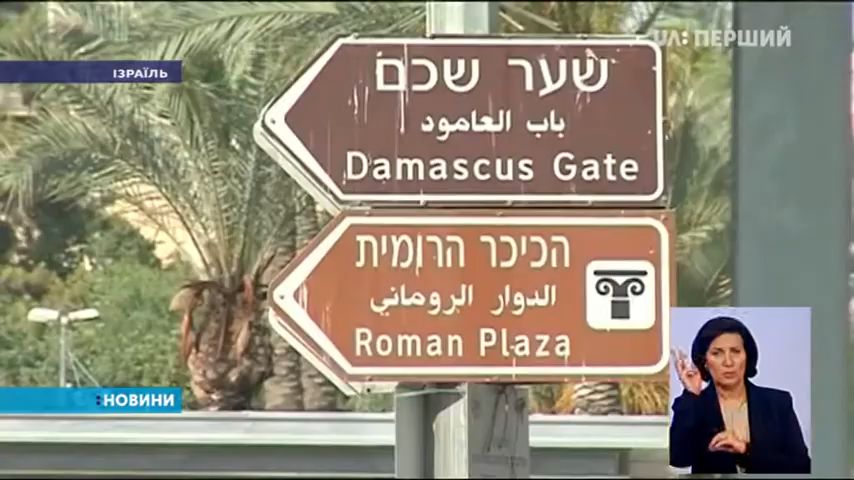 UA: ПЕРШИЙ
ІЗРАЇЛЬ
שער שכם
باب العامود
Damascus Gate
הכיכר הרומית
الدوار الروماني
Roman Plaza
:НОВИНИ